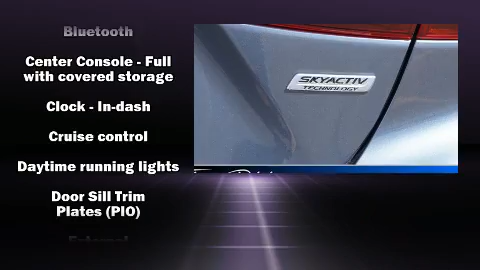 Bluetooth
Center Console - Full
with covered storage
Clock - In-dash
Cruise control
Daytime running lights
Door Sill Trim
Plates (PIO)
External
SKYACTIV
TECHNOLOGY